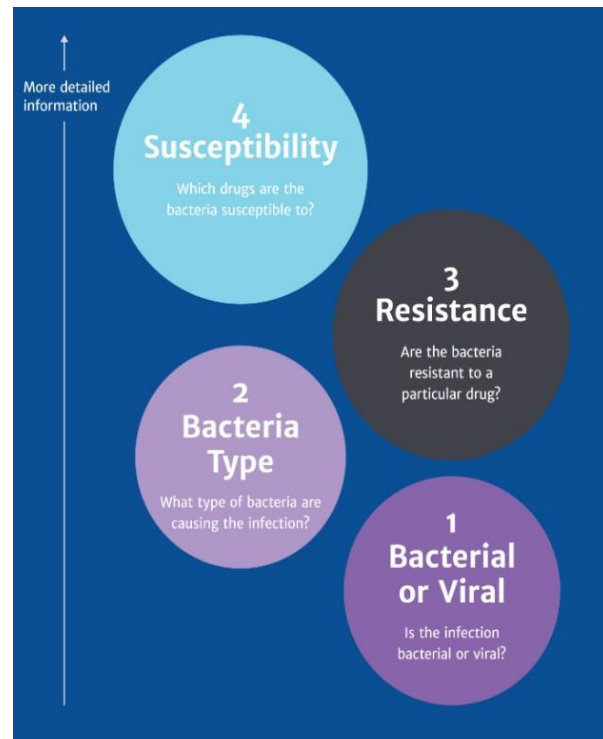 More detailed
information
4
Susceptibility
Which drugs are the
bacteria susceptible to?
3
Resistance
Are the bacteria
resistant to a
particular drug?
2
Bacteria
Type
What type of bacteria are
causing the infection?
1
Bacterial
or Viral
Is the infection
bacterial or viral?